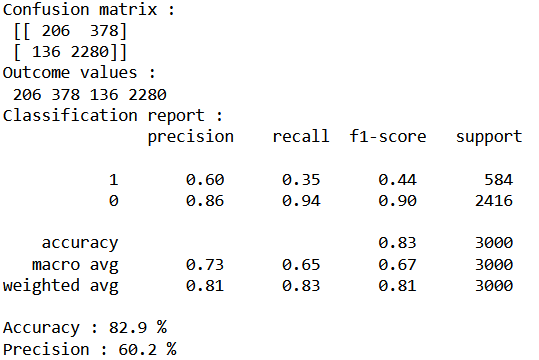 Confusion matrix :
[[ 206 378]
[ 136 2280]]
Outcome values :
206 378 136 2280
Classification report :
precision recall f1-score support
1 0.60 0.35 0.44 584
0 0.86 0.94 0.90 2416
accuracy 0.83 3000
macro avg 0.73 0.65 0.67 3000
weighted avg 0.81 0.83 0.81 3000
Accuracy : 82.9 %
Precision : 60.2 %